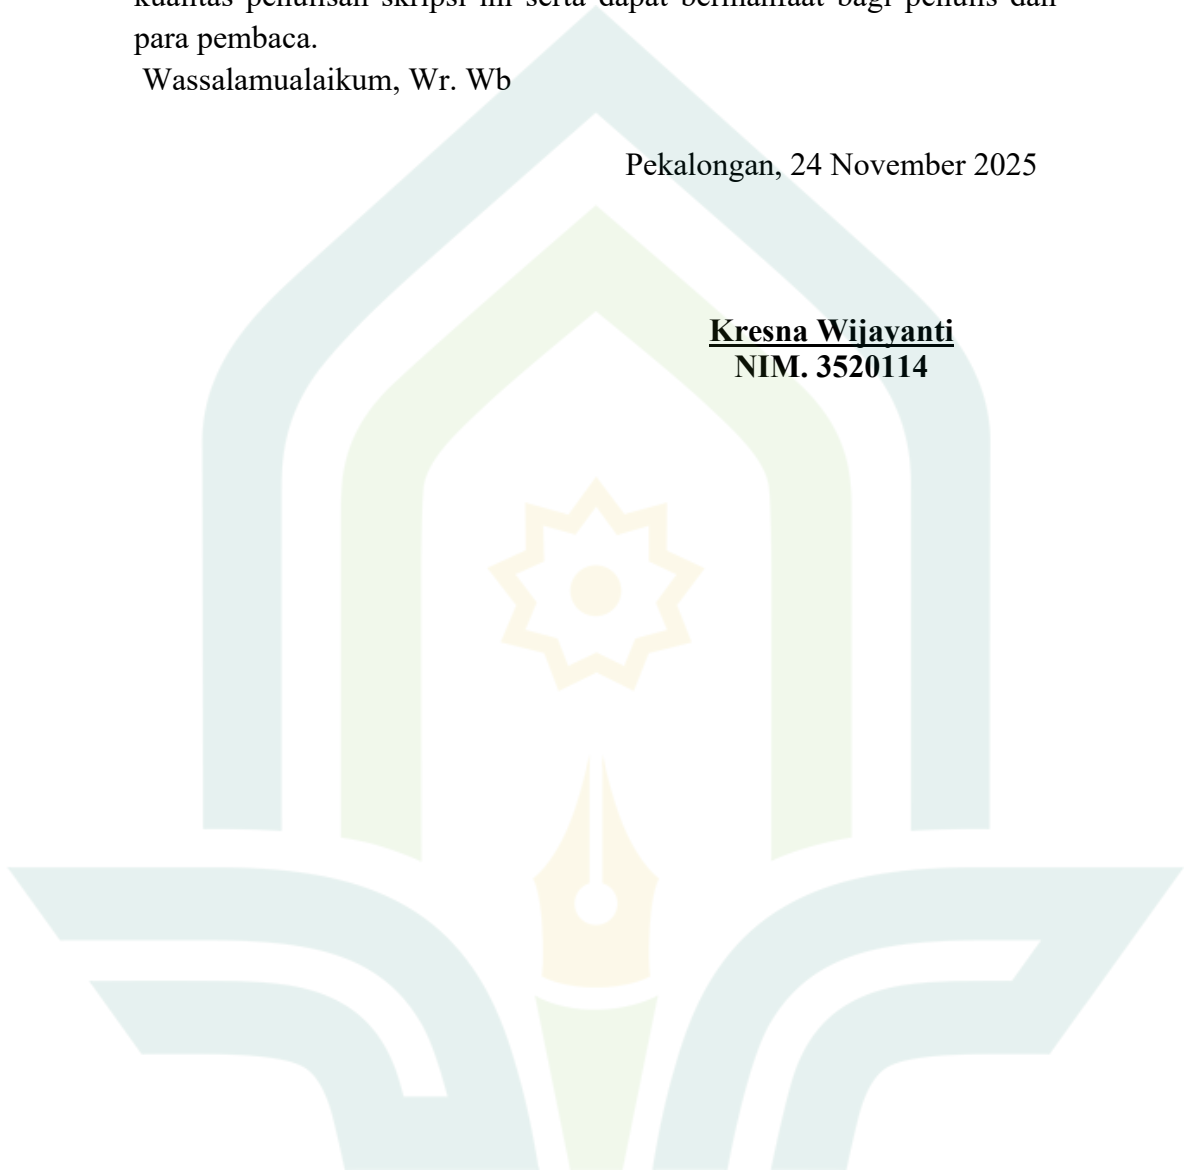 kualitas penulisan skripsi ini serta dapat bermanfaat bagi penulis dan
para pembaca.
Wassalamualaikum, Wr. Wb
Pekalongan, 24 November 2025
Kresna Wijayanti
NIM. 3520114